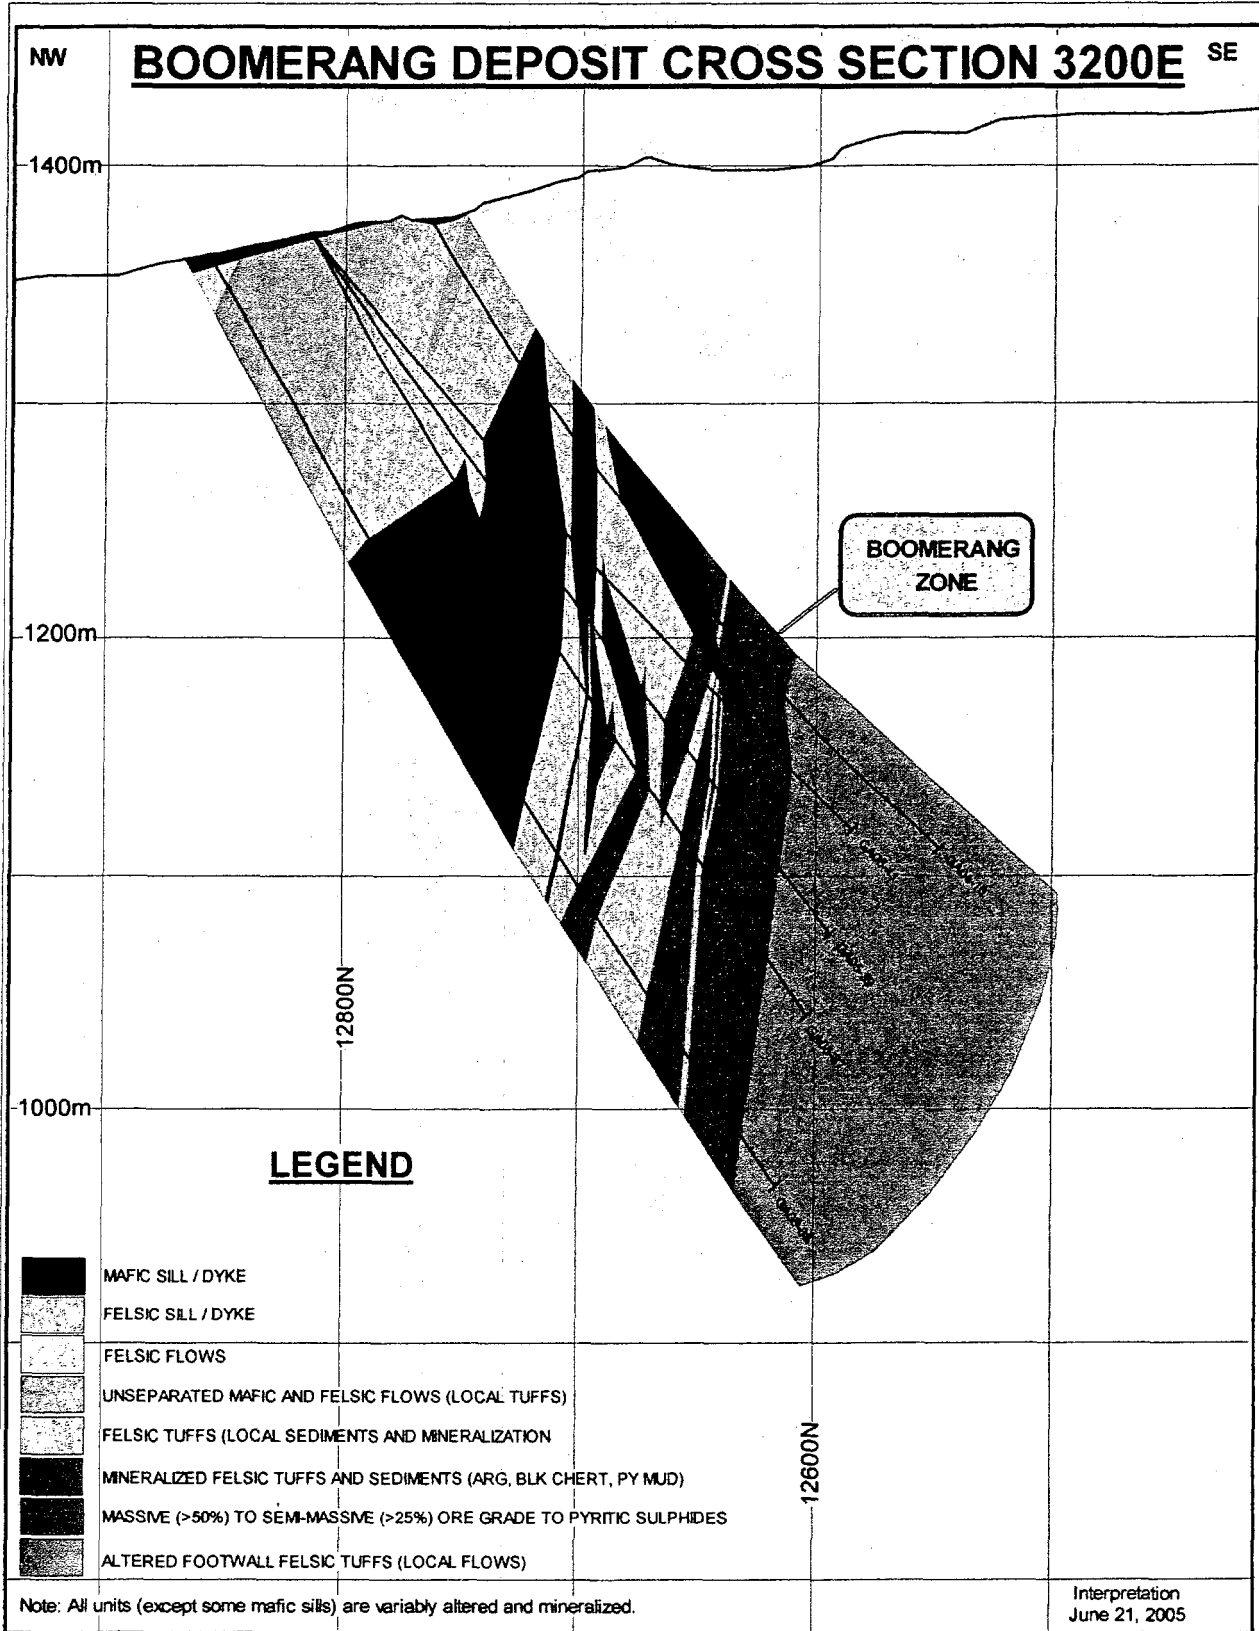 NW
BOOMERANG DEPOSIT CROSS SECTION 3200E
SE
1400m
BOOMERANG
ZONE
1200m
12800N
1000m
LEGEND
MAFIC SILL / DYKE
FELSIC SILL / DYKE
FELSIC FLOWS
UNSEPARATED MAFIC AND FELSIC FLOWS (LOCAL TUFFS)
FELSIC TUFFS (LOCAL SEDIMENTS AND MINERALIZATION
12600N
MINERALIZED FELSIC TUFFS AND SEDIMENTS (ARG, BLK CHERT, PY MUD)
MASSIVE (>50%) TO SEMI-MASSIVE (>25%) ORE GRADE TO PYRITIC SULPHIDES
ALTERED FOOTWALL FELSIC TUFFS (LOCAL FLOWS)
Note: All units (except some mafic sills) are variably altered and mineralized.
Interpretation
June 21, 2005